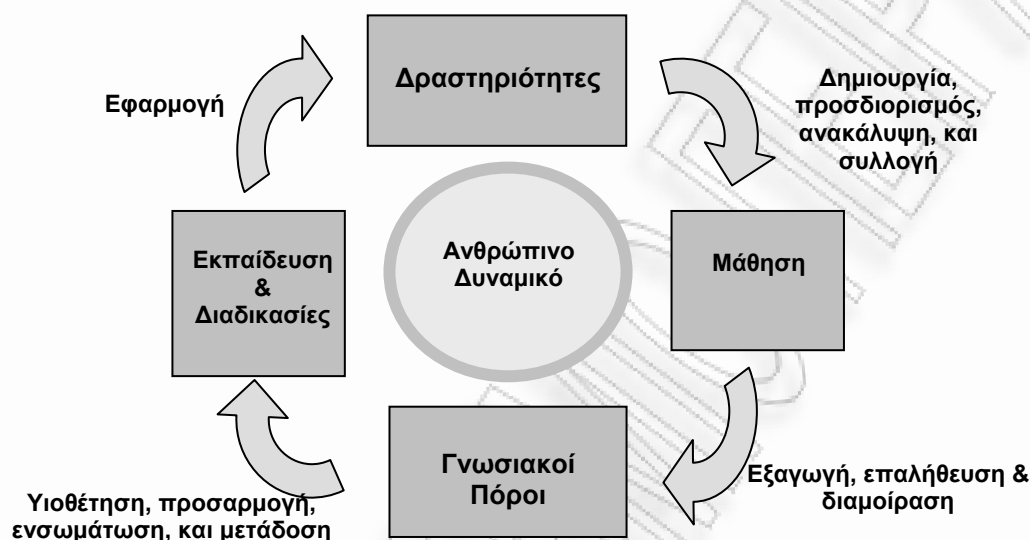 Δραστηριότητες
Εφαρμογή
Δημιουργία,
προσδιορισμός,
ανακάλυψη, και
συλλογή
Εκπαίδευση
&
Διαδικασίες
Ανθρώπινο
Δυναμικό
Μάθηση
Γνωσιακοί
Πόροι
Εξαγωγή, επαλήθευση &
διαμοίραση
Υιοθέτηση, προσαρμογή,
ενσωμάτωση, και μετάδοση